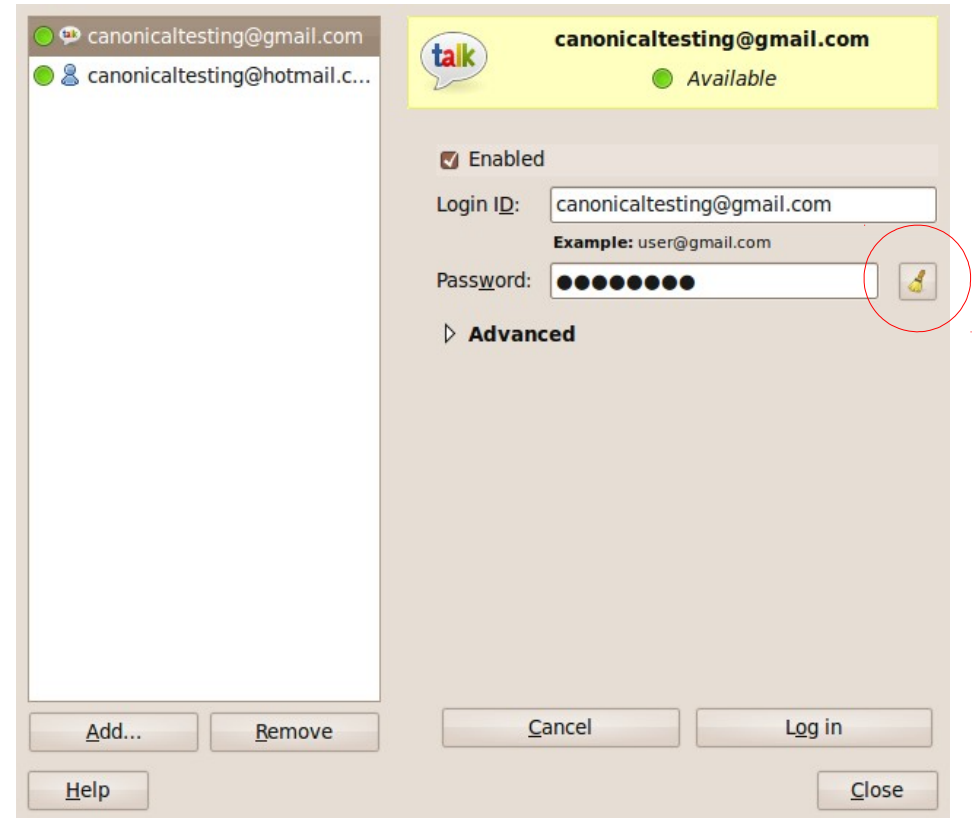 canonicaltesting@gmail.com
canonicaltesting@hotmail.c...
talk
canonicaltesting@gmail.com
Available
Enabled
Login ID:
canonicaltesting@gmail.com
Example: user@gmail.com
Password:
●●●●●●●●
Advanced
Add...
Remove
Cancel
Log in
Help
Close